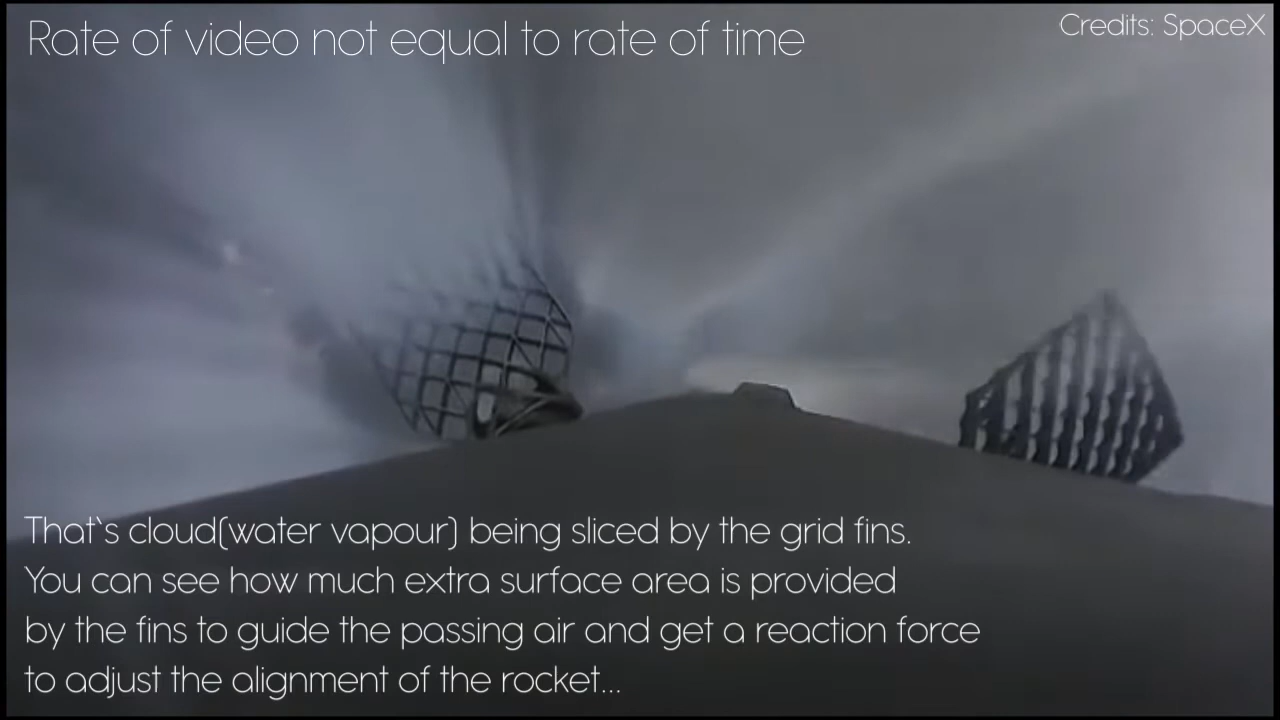 Rate of video not equal to rate of time
Credits: SpaceX
That`s cloud(water vapour) being sliced by the grid fins.
You can see how much extra surface area is provided
by the fins to guide the passing air and get a reaction force
to adjust the alignment of the rocket...